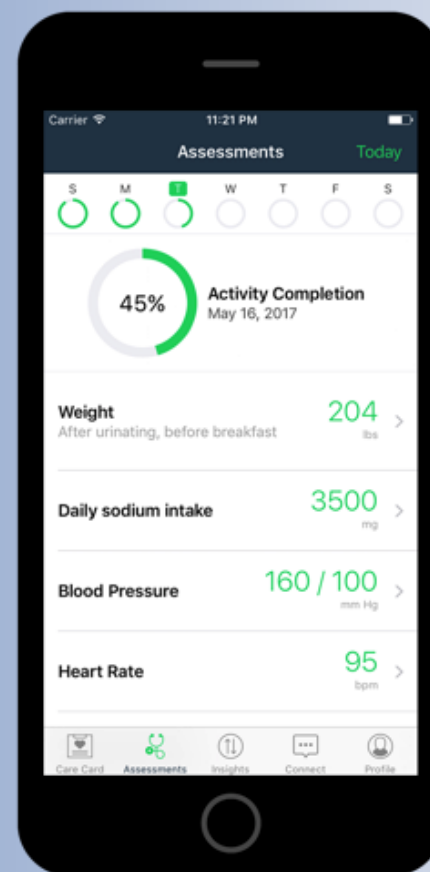 Carrier 11:21 PM
Assessments Today
S M T W T F S
45%
Activity Completion
May 16, 2017
Weight
After urinating, before breakfast
204
lbs
Daily sodium intake
3500
mg
Blood Pressure
160 / 100
mm Hg
Heart Rate
95
bpm
Care Card Assessments Insights Connect Profile